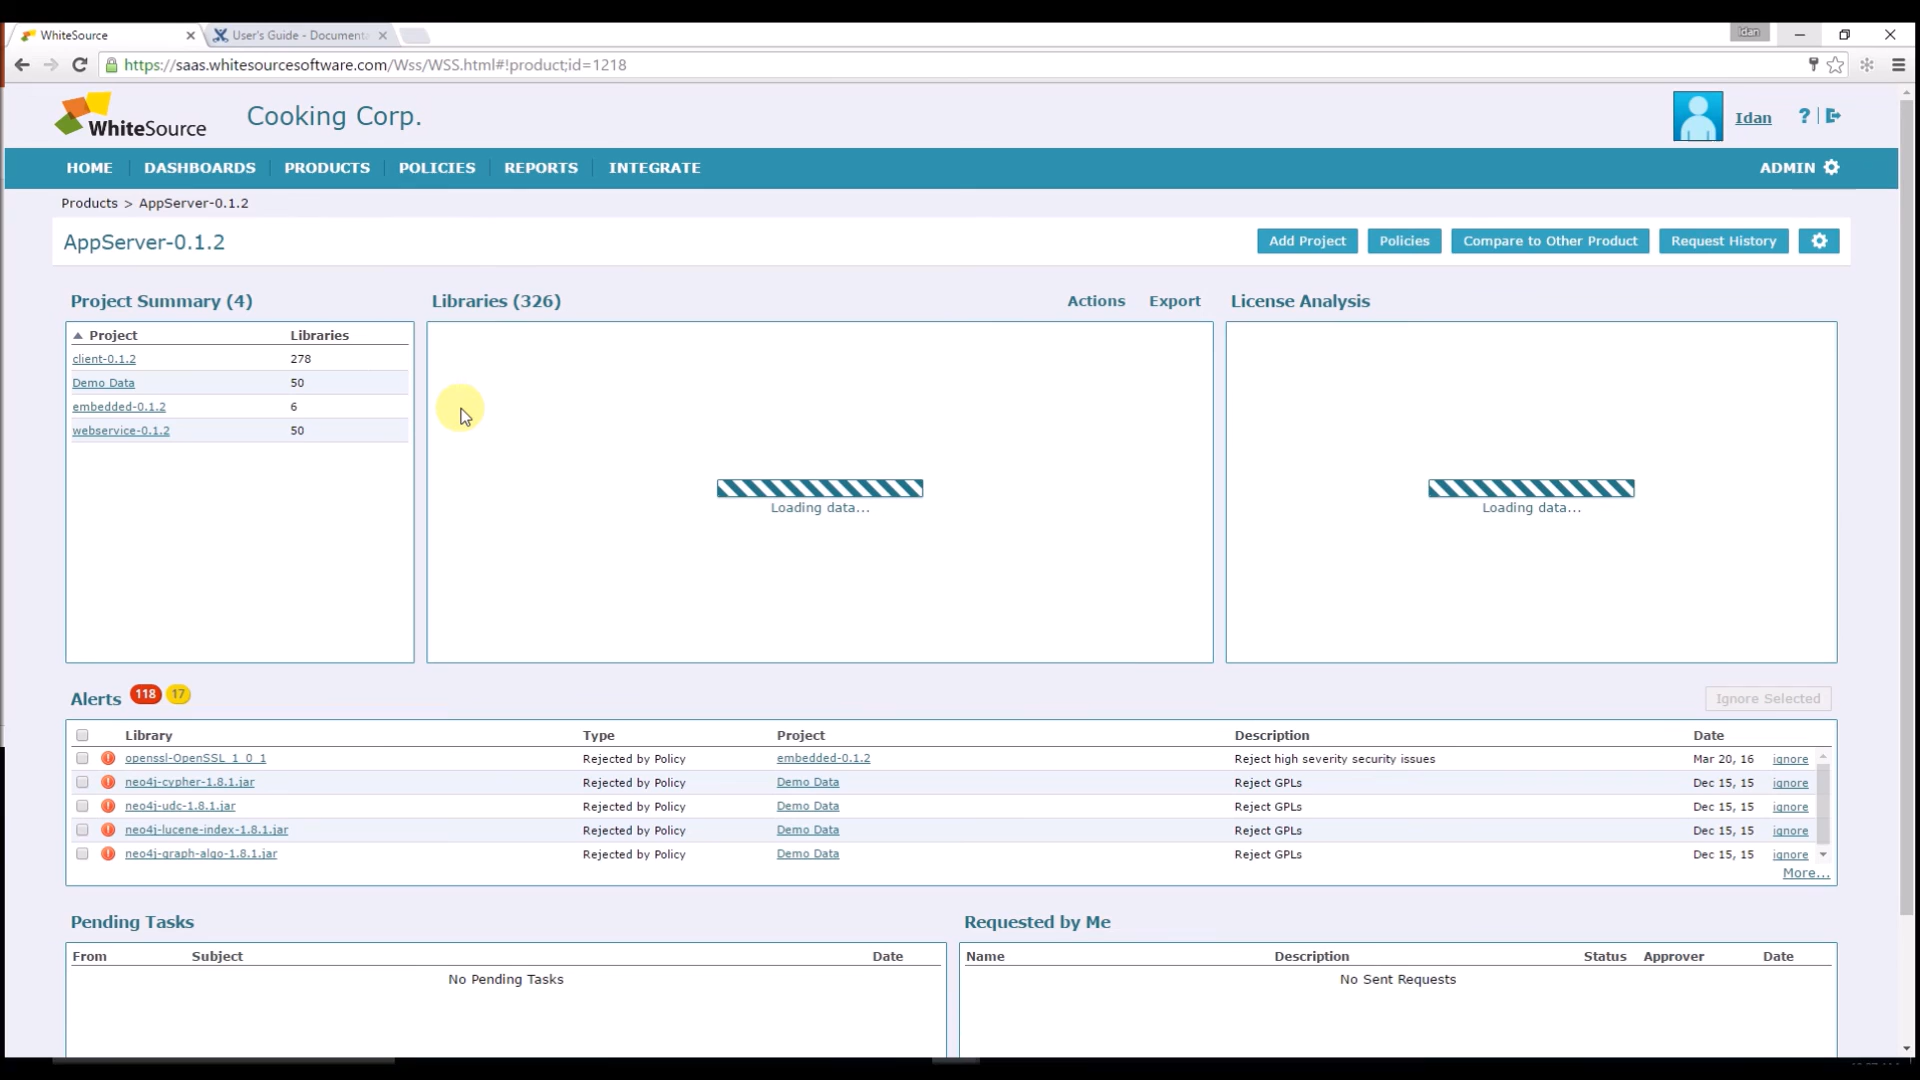 WhiteSource
User's Guide - Documenta
Idan
https://saas.whitesourcesoftware.com/Wss/WSS.html#!product;id=1218
WhiteSource
Cooking Corp.
Idan
?
HOME DASHBOARDS PRODUCTS POLICIES REPORTS INTEGRATE ADMIN
Products > AppServer-0.1.2
AppServer-0.1.2
Add Project Policies Compare to Other Product Request History
Project Summary (4)
Project Libraries
client-0.1.2 278
Demo Data 50
embedded-0.1.2 6
webservice-0.1.2 50
Libraries (326) Actions Export
Loading data...
License Analysis
Loading data...
Alerts 118 17 Ignore Selected
Library Type Project Description Date
openssl-OpenSSL_1_0_1 Rejected by Policy embedded-0.1.2 Reject high severity security issues Mar 20, 16 ignore
neo4j-cypher-1.8.1.jar Rejected by Policy Demo Data Reject GPLs Dec 15, 15 ignore
neo4j-udc-1.8.1.jar Rejected by Policy Demo Data Reject GPLs Dec 15, 15 ignore
neo4j-lucene-index-1.8.1.jar Rejected by Policy Demo Data Reject GPLs Dec 15, 15 ignore
neo4j-graph-algo-1.8.1.jar Rejected by Policy Demo Data Reject GPLs Dec 15, 15 ignore
More...
Pending Tasks
From Subject Date
No Pending Tasks
Requested by Me
Name Description Status Approver Date
No Sent Requests